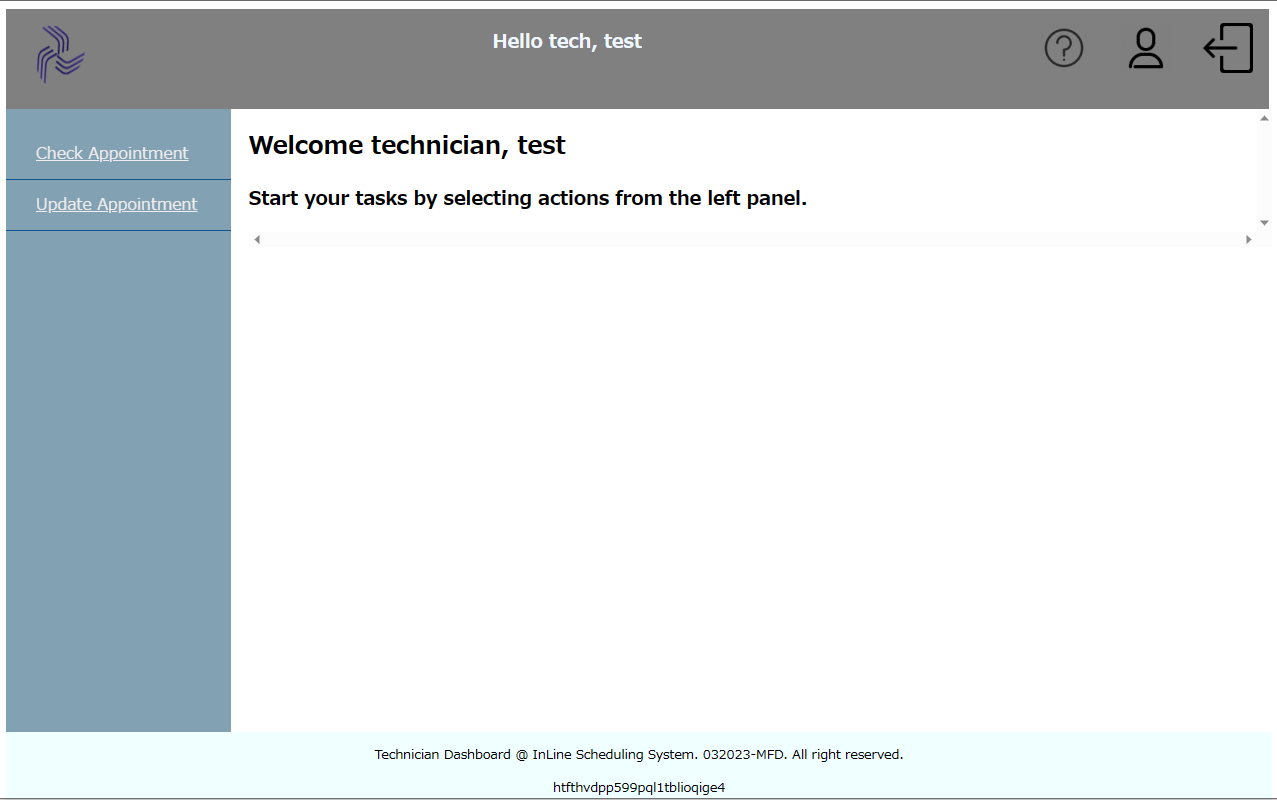 Hello tech, test
Check Appointment
Update Appointment
Welcome technician, test
Start your tasks by selecting actions from the left panel.
Technician Dashboard @ InLine Scheduling System. 032023-MFD. All right reserved.
htfthvdpp599pql1tblioqige4